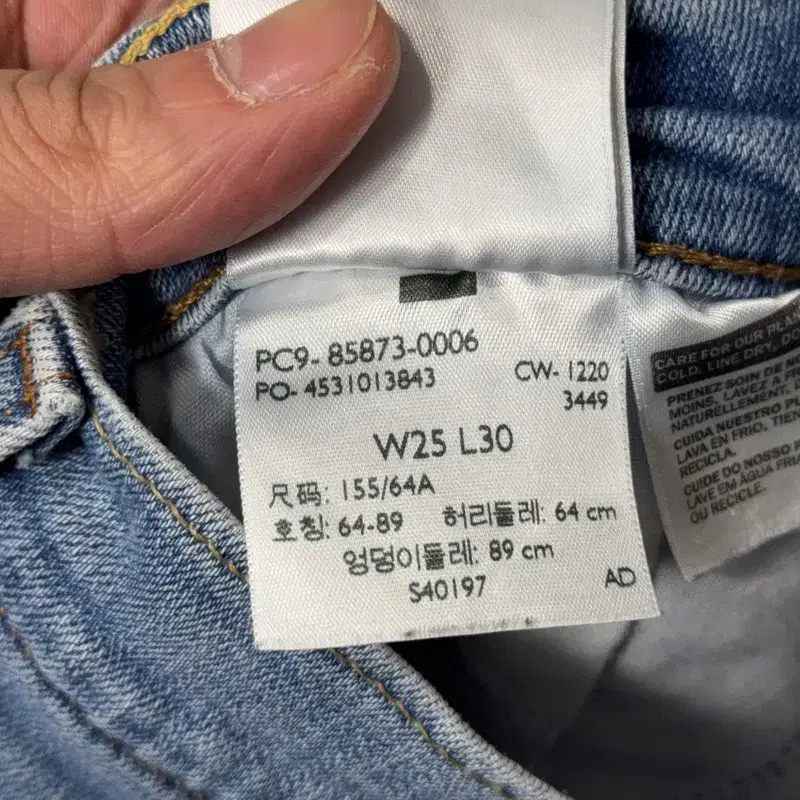 PC9- 85873-0006
PO- 4531013843
CW- 1220
3449
W25 L30
尺码: 155/64A
호칭: 64-89 허리둘레: 64 cm
엉덩이둘레: 89 cm
S40197
AD
CARE FOR OUR
COLD. LINE DRY.
PRENEZ SOIN DE
MOINS, LAVEZ A
NATURELLEMENT,
CUIDA NUESTRO
LAVA EN FRIO,
RECICLA.
CUIDE DO NOSSO
LAVE EM ÁGUA
OU RECICLE.